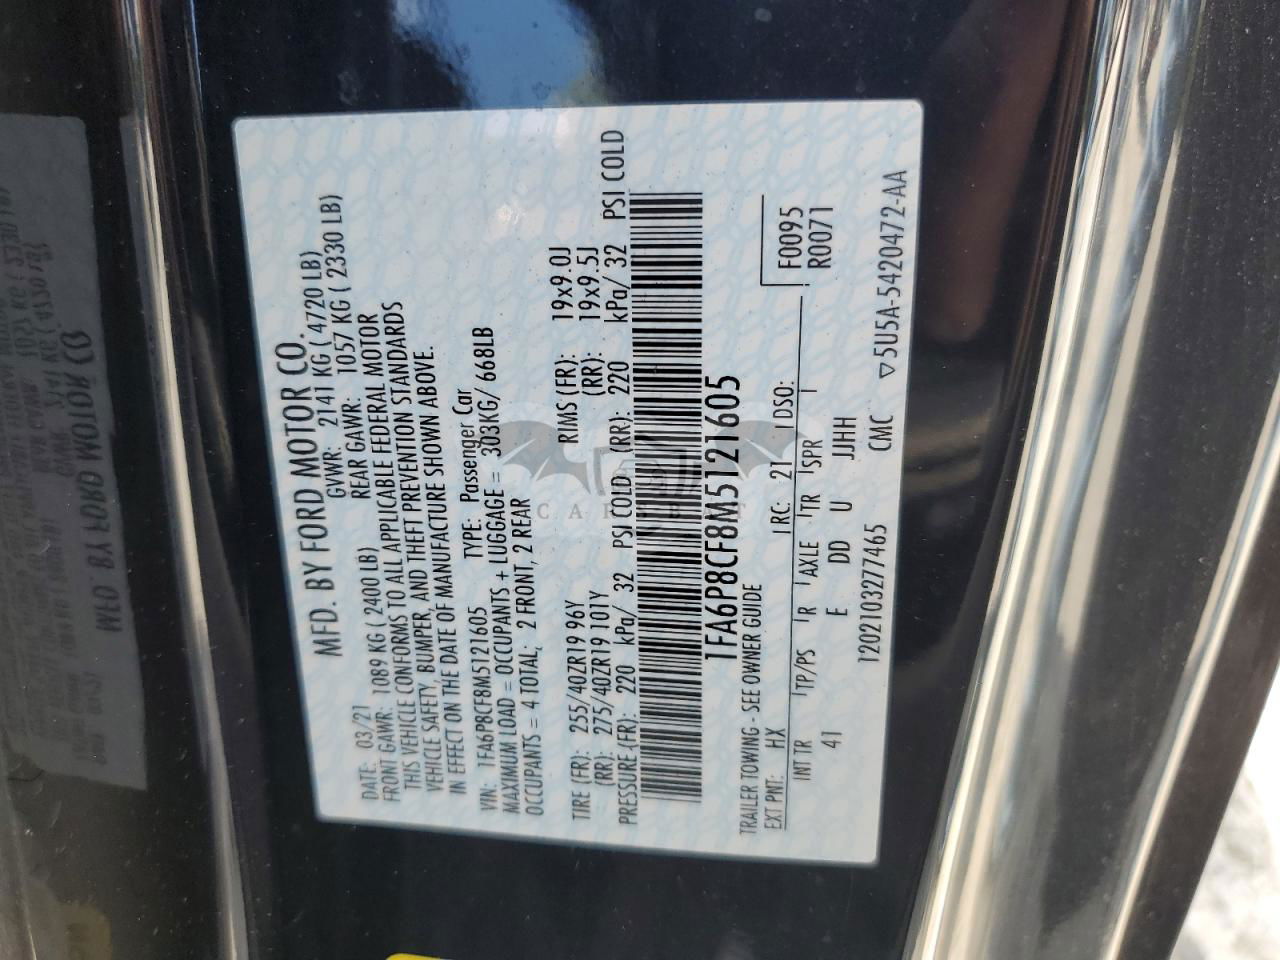 MFD. BY FORD MOTOR CO.
DATE: 03/21 GVWR: 2141 KG ( 4720 LB)
FRONT GAWR: 1089 KG ( 2400 LB) REAR GAWR: 1057 KG ( 2330 LB)
THIS VEHICLE CONFORMS TO ALL APPLICABLE FEDERAL MOTOR
VEHICLE SAFETY, BUMPER, AND THEFT PREVENTION STANDARDS
IN EFFECT ON THE DATE OF MANUFACTURE SHOWN ABOVE.
VIN: 1FA6P8CF8M5121605 TYPE: Passenger Car
MAXIMUM LOAD = OCCUPANTS + LUGGAGE = 303KG/ 668LB
OCCUPANTS = 4 TOTAL; 2 FRONT, 2 REAR
TIRE (FR): 255/40ZR19 96Y RIMS (FR): 19x9.0J
(RR): 275/40ZR19 101Y (RR): 19x9.5J
PRESSURE (FR): 220 kPa/ 32 PSI COLD (RR): 220 kPa/ 32 PSI COLD
CARCBAT
1FA6P8CF8M5121605
TRAILER TOWING - SEE OWNER GUIDE
EXT PNT: HX RC: 21 DSO: F0095
R0071
INT TR TP/PS R AXLE TR SPR
41 E DD U JJHH
1202103277465 CMC ▽5U5A-5420472-AA
MFD. BY FORD MOTOR CO